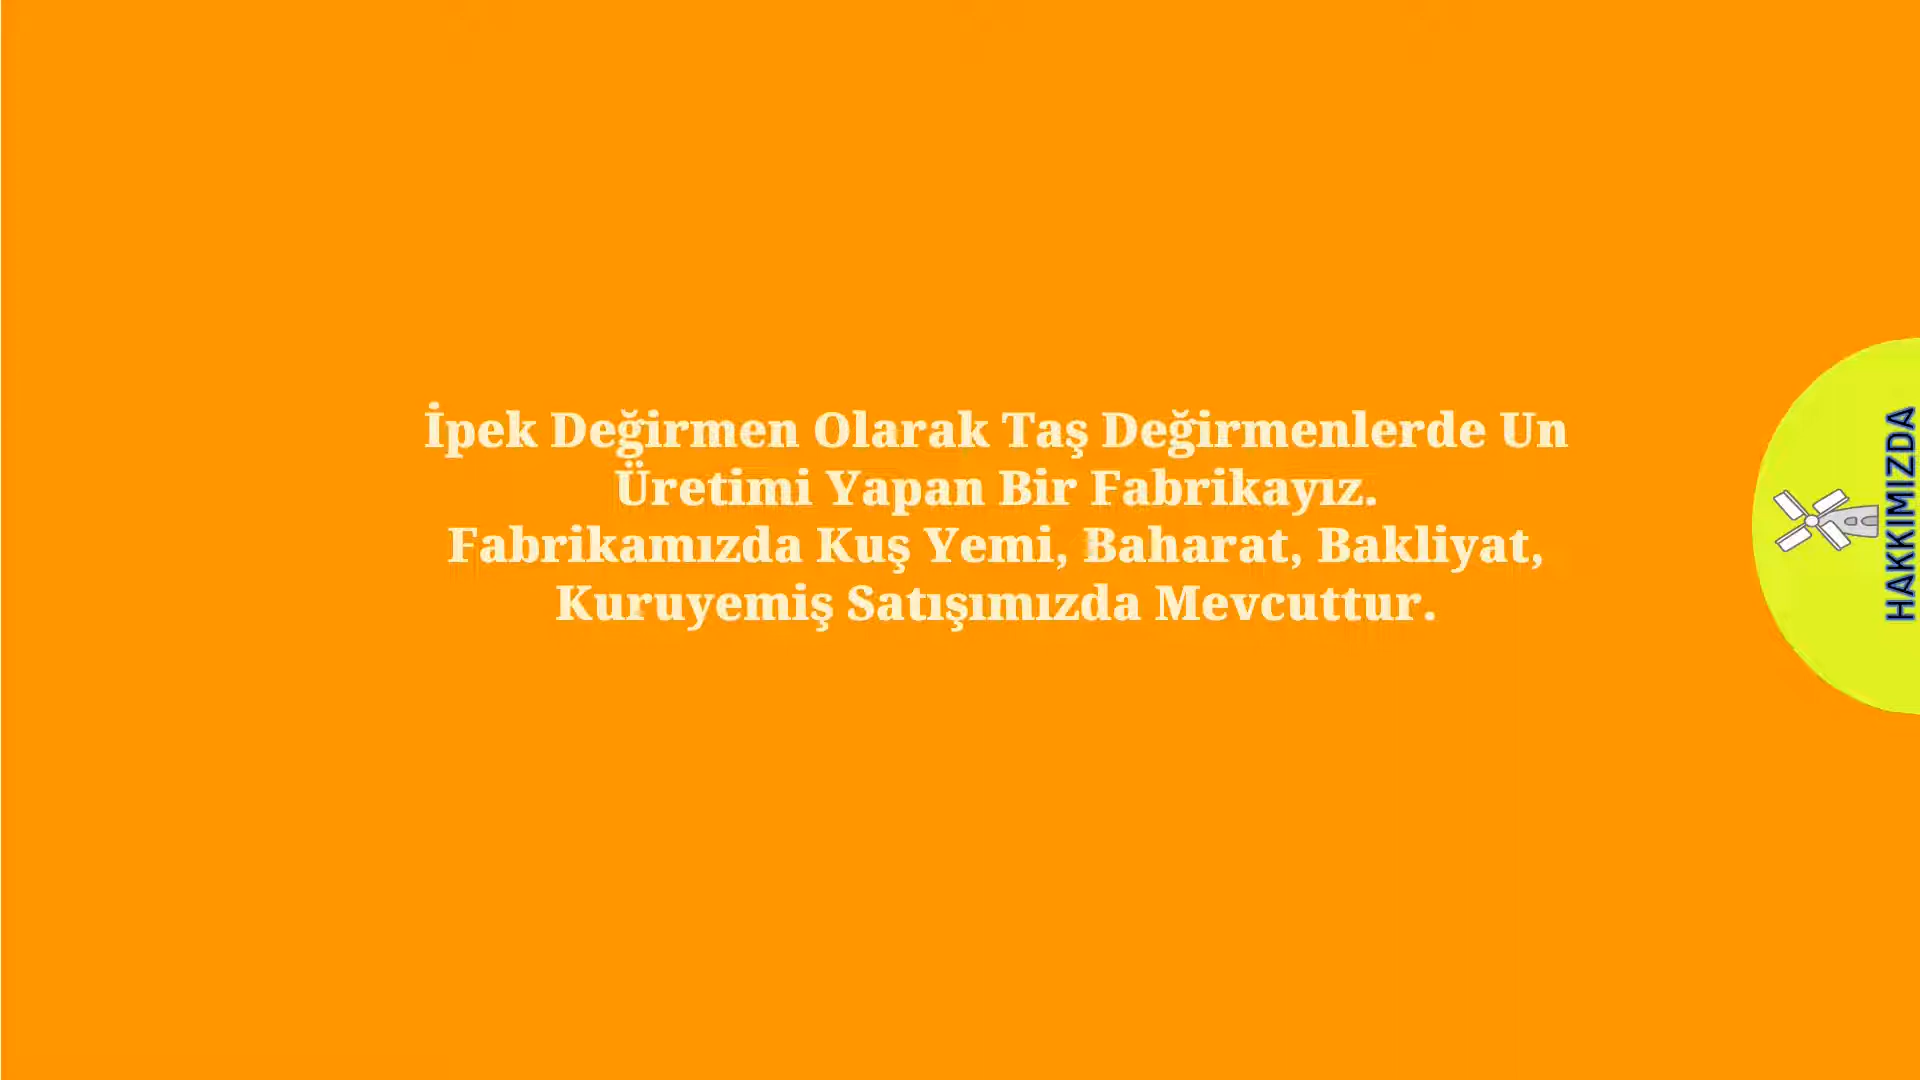 İpek Değirmen Olarak Taş Değirmenlerde Un
Üretimi Yapan Bir Fabrikayız.
Fabrikamızda Kuş Yemi, Baharat, Bakliyat,
Kuruyemiş Satışımızda Mevcuttur.
HAKKIMIZDA